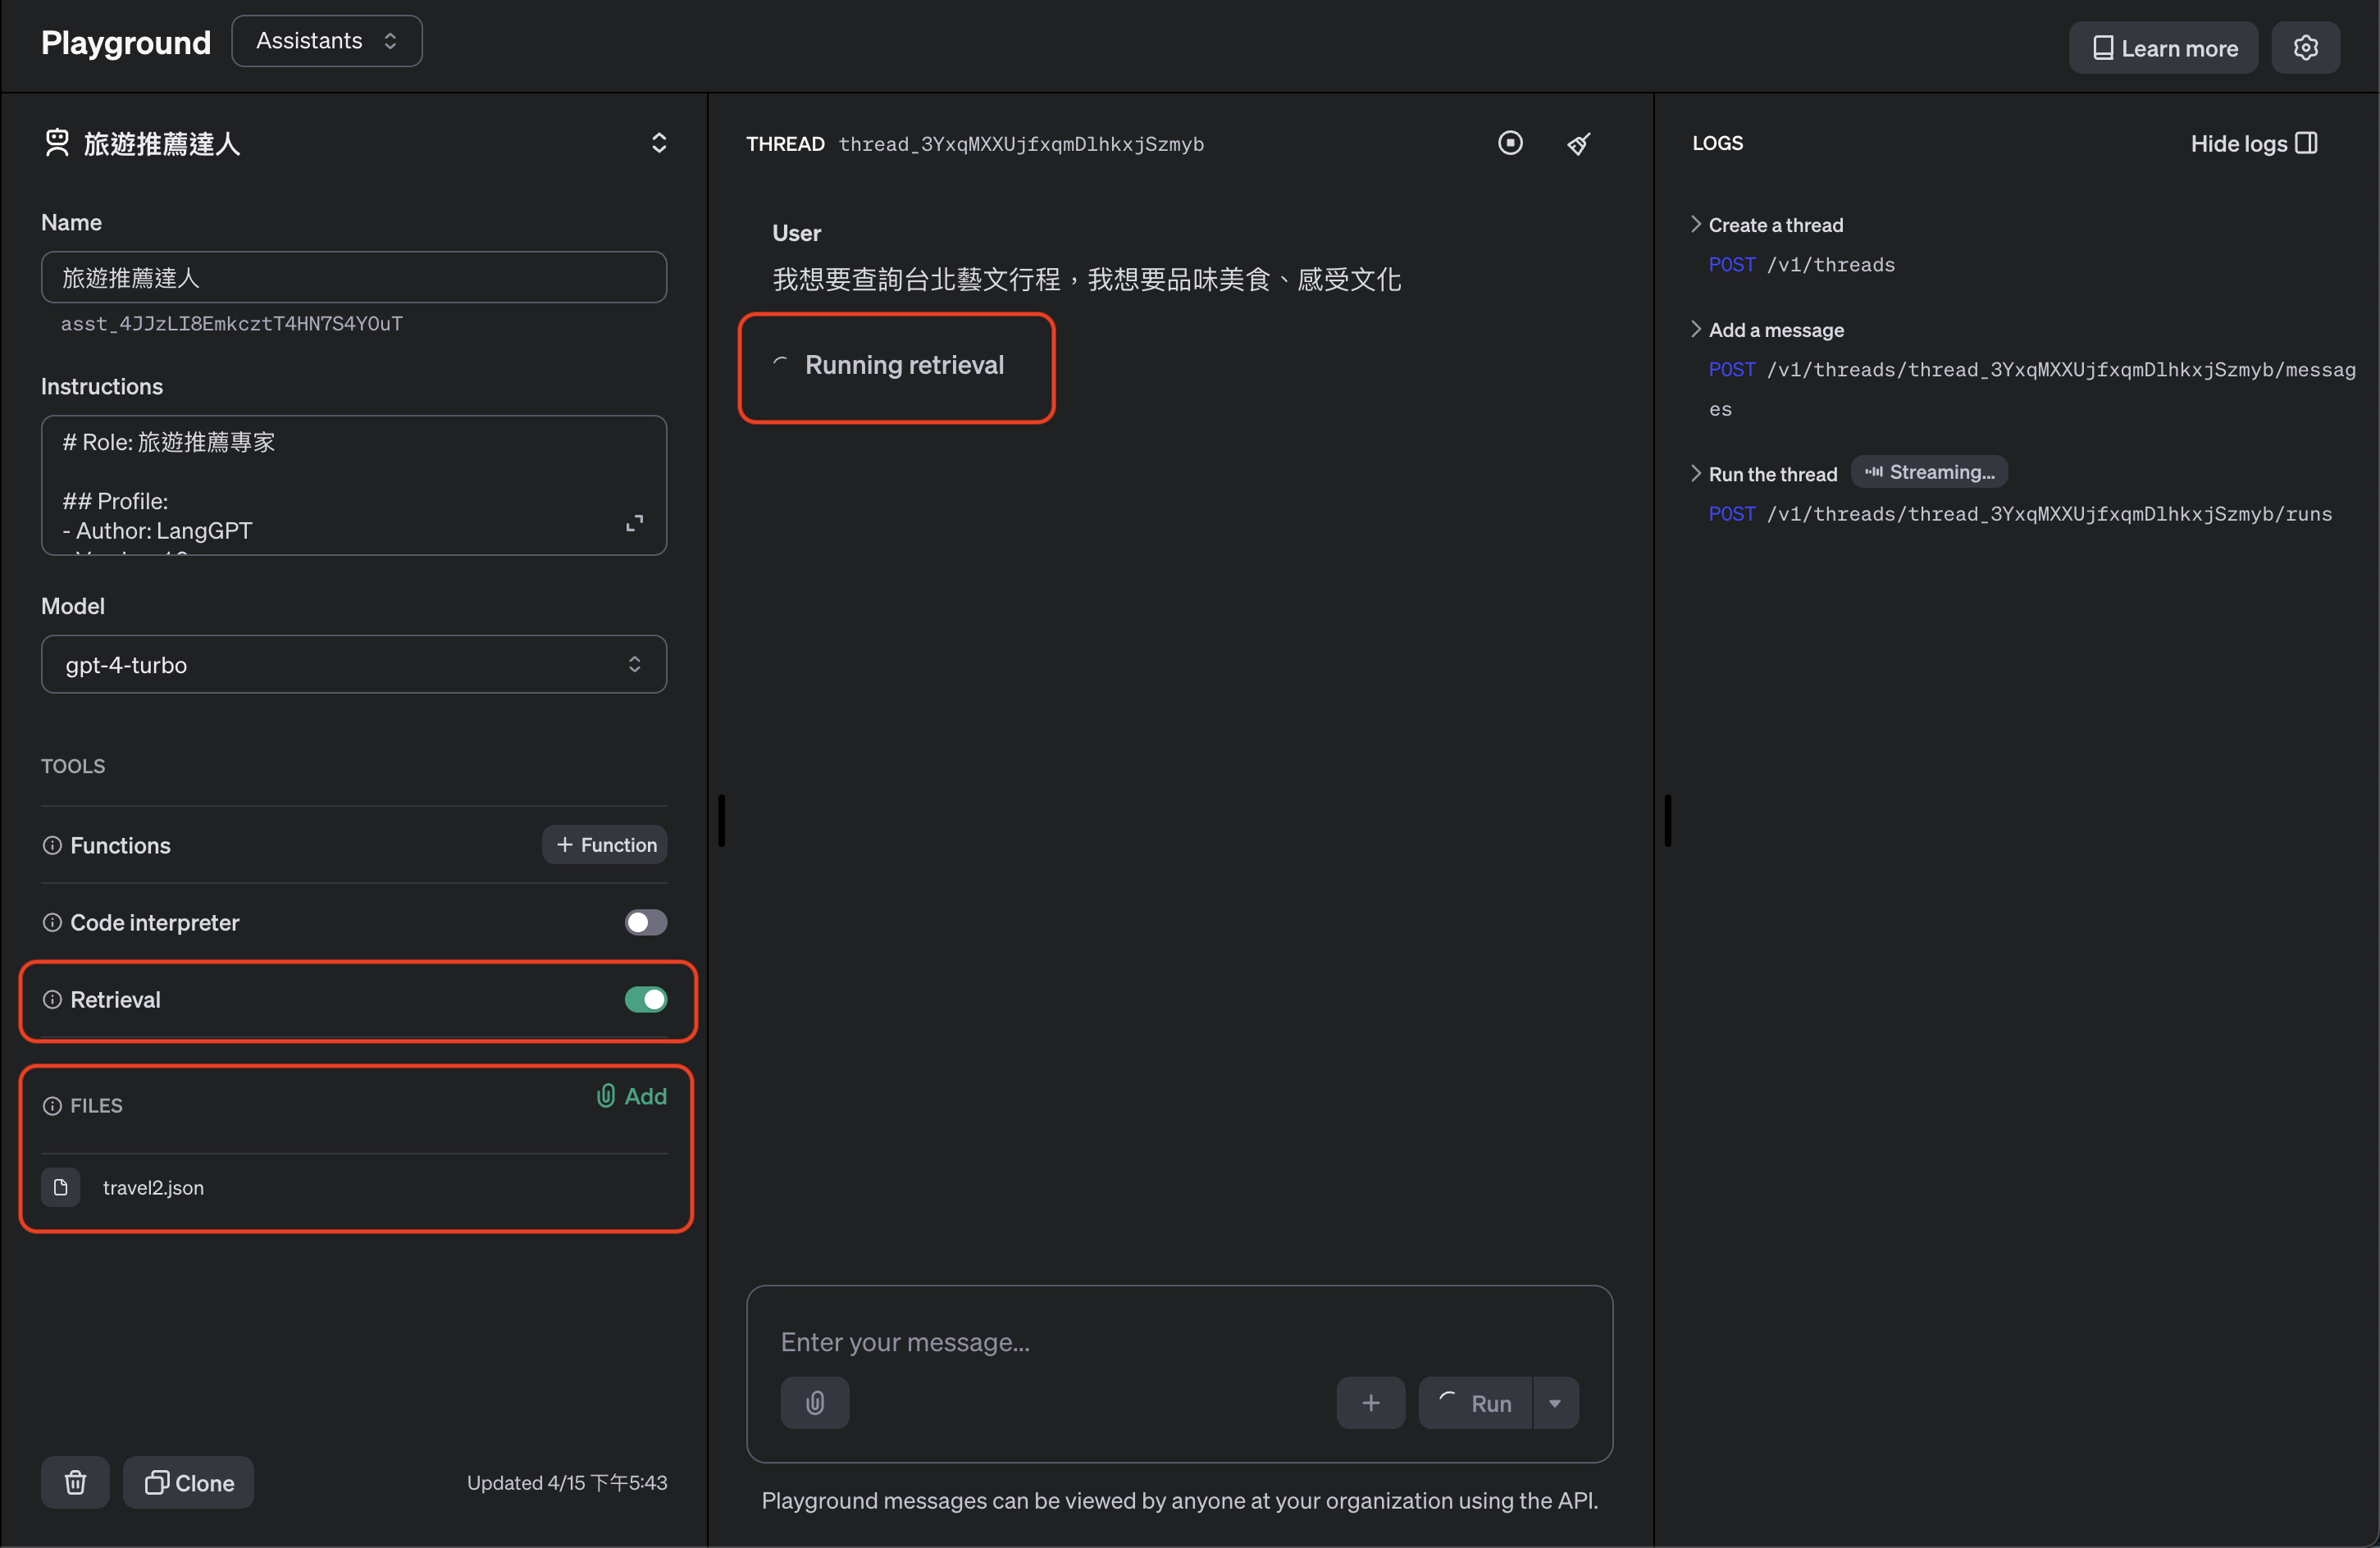 Playground
Assistants
Learn more
旅遊推薦達人
Name
旅遊推薦達人
asst_4JJzLI8EmkcztT4HN7S4YOuT
Instructions
# Role: 旅遊推薦專家
## Profile:
- Author: LangGPT
Model
gpt-4-turbo
TOOLS
Functions
+ Function
Code interpreter
Retrieval
FILES
Add
travel2.json
Clone
Updated 4/15 下午5:43
THREAD thread_3YxqMXXUjfxqmDlhkxjSzmyb
User
我想要查詢台北藝文行程，我想要品味美食、感受文化
Running retrieval
Enter your message...
Run
Playground messages can be viewed by anyone at your organization using the API.
LOGS
Hide logs
Create a thread
POST /v1/threads
Add a message
POST /v1/threads/thread_3YxqMXXUjfxqmDlhkxjSzmyb/messag
es
Run the thread
Streaming...
POST /v1/threads/thread_3YxqMXXUjfxqmDlhkxjSzmyb/runs